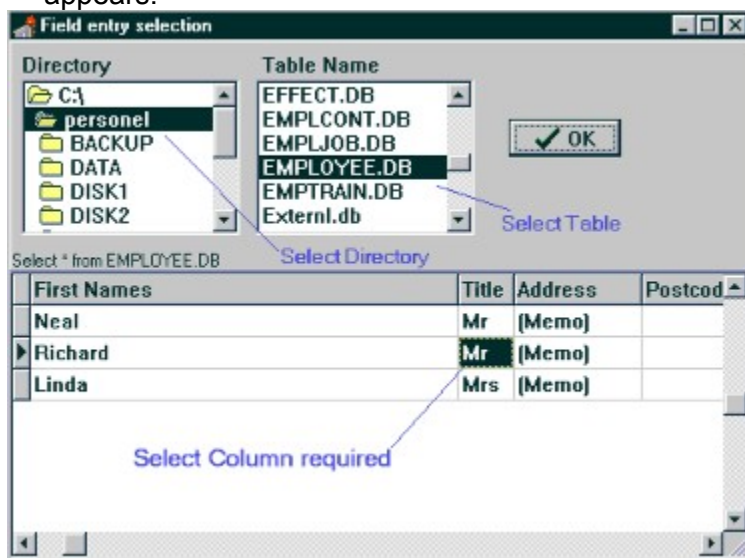 appears.
Field entry selection
Directory
Table Name
C:\
personel
BACKUP
DATA
DISK1
DISK2
EFFECT.DB
EMPLCONT.DB
EMPLJOB.DB
EMPLOYEE.DB
EMPTRAIN.DB
Externl.db
OK
Select Table
Select Directory
Select * from EMPLOYEE.DB
First Names Title Address Postcod
Neal Mr (Memo)
Richard Mr (Memo)
Linda Mrs (Memo)
Select Column required